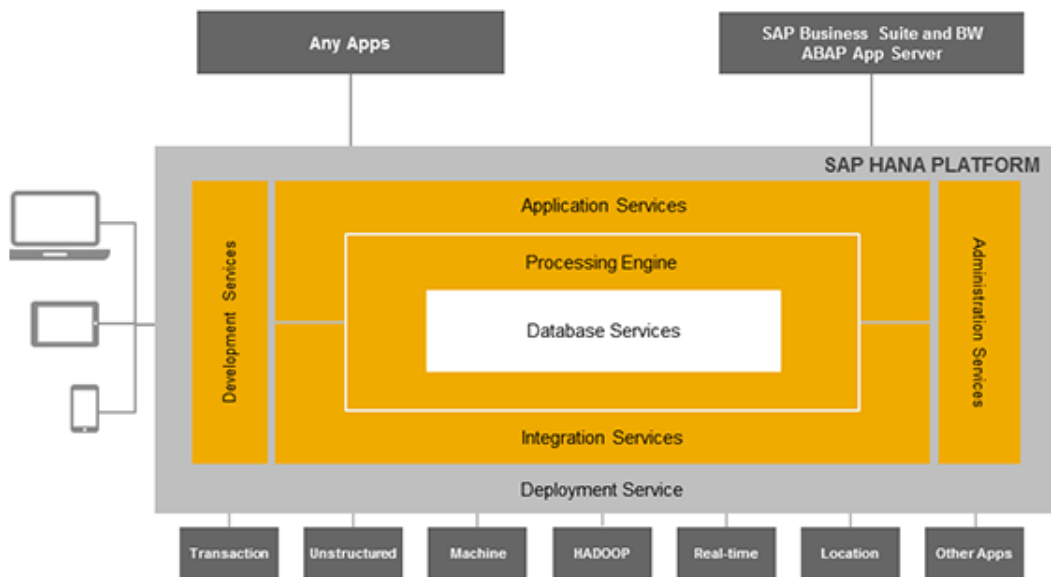 Any Apps
SAP Business Suite and BW
ABAP App Server
SAP HANA PLATFORM
Application Services
Processing Engine
Database Services
Development Services
Administration Services
Integration Services
Deployment Service
Transaction
Unstructured
Machine
HADOOP
Real-time
Location
Other Apps